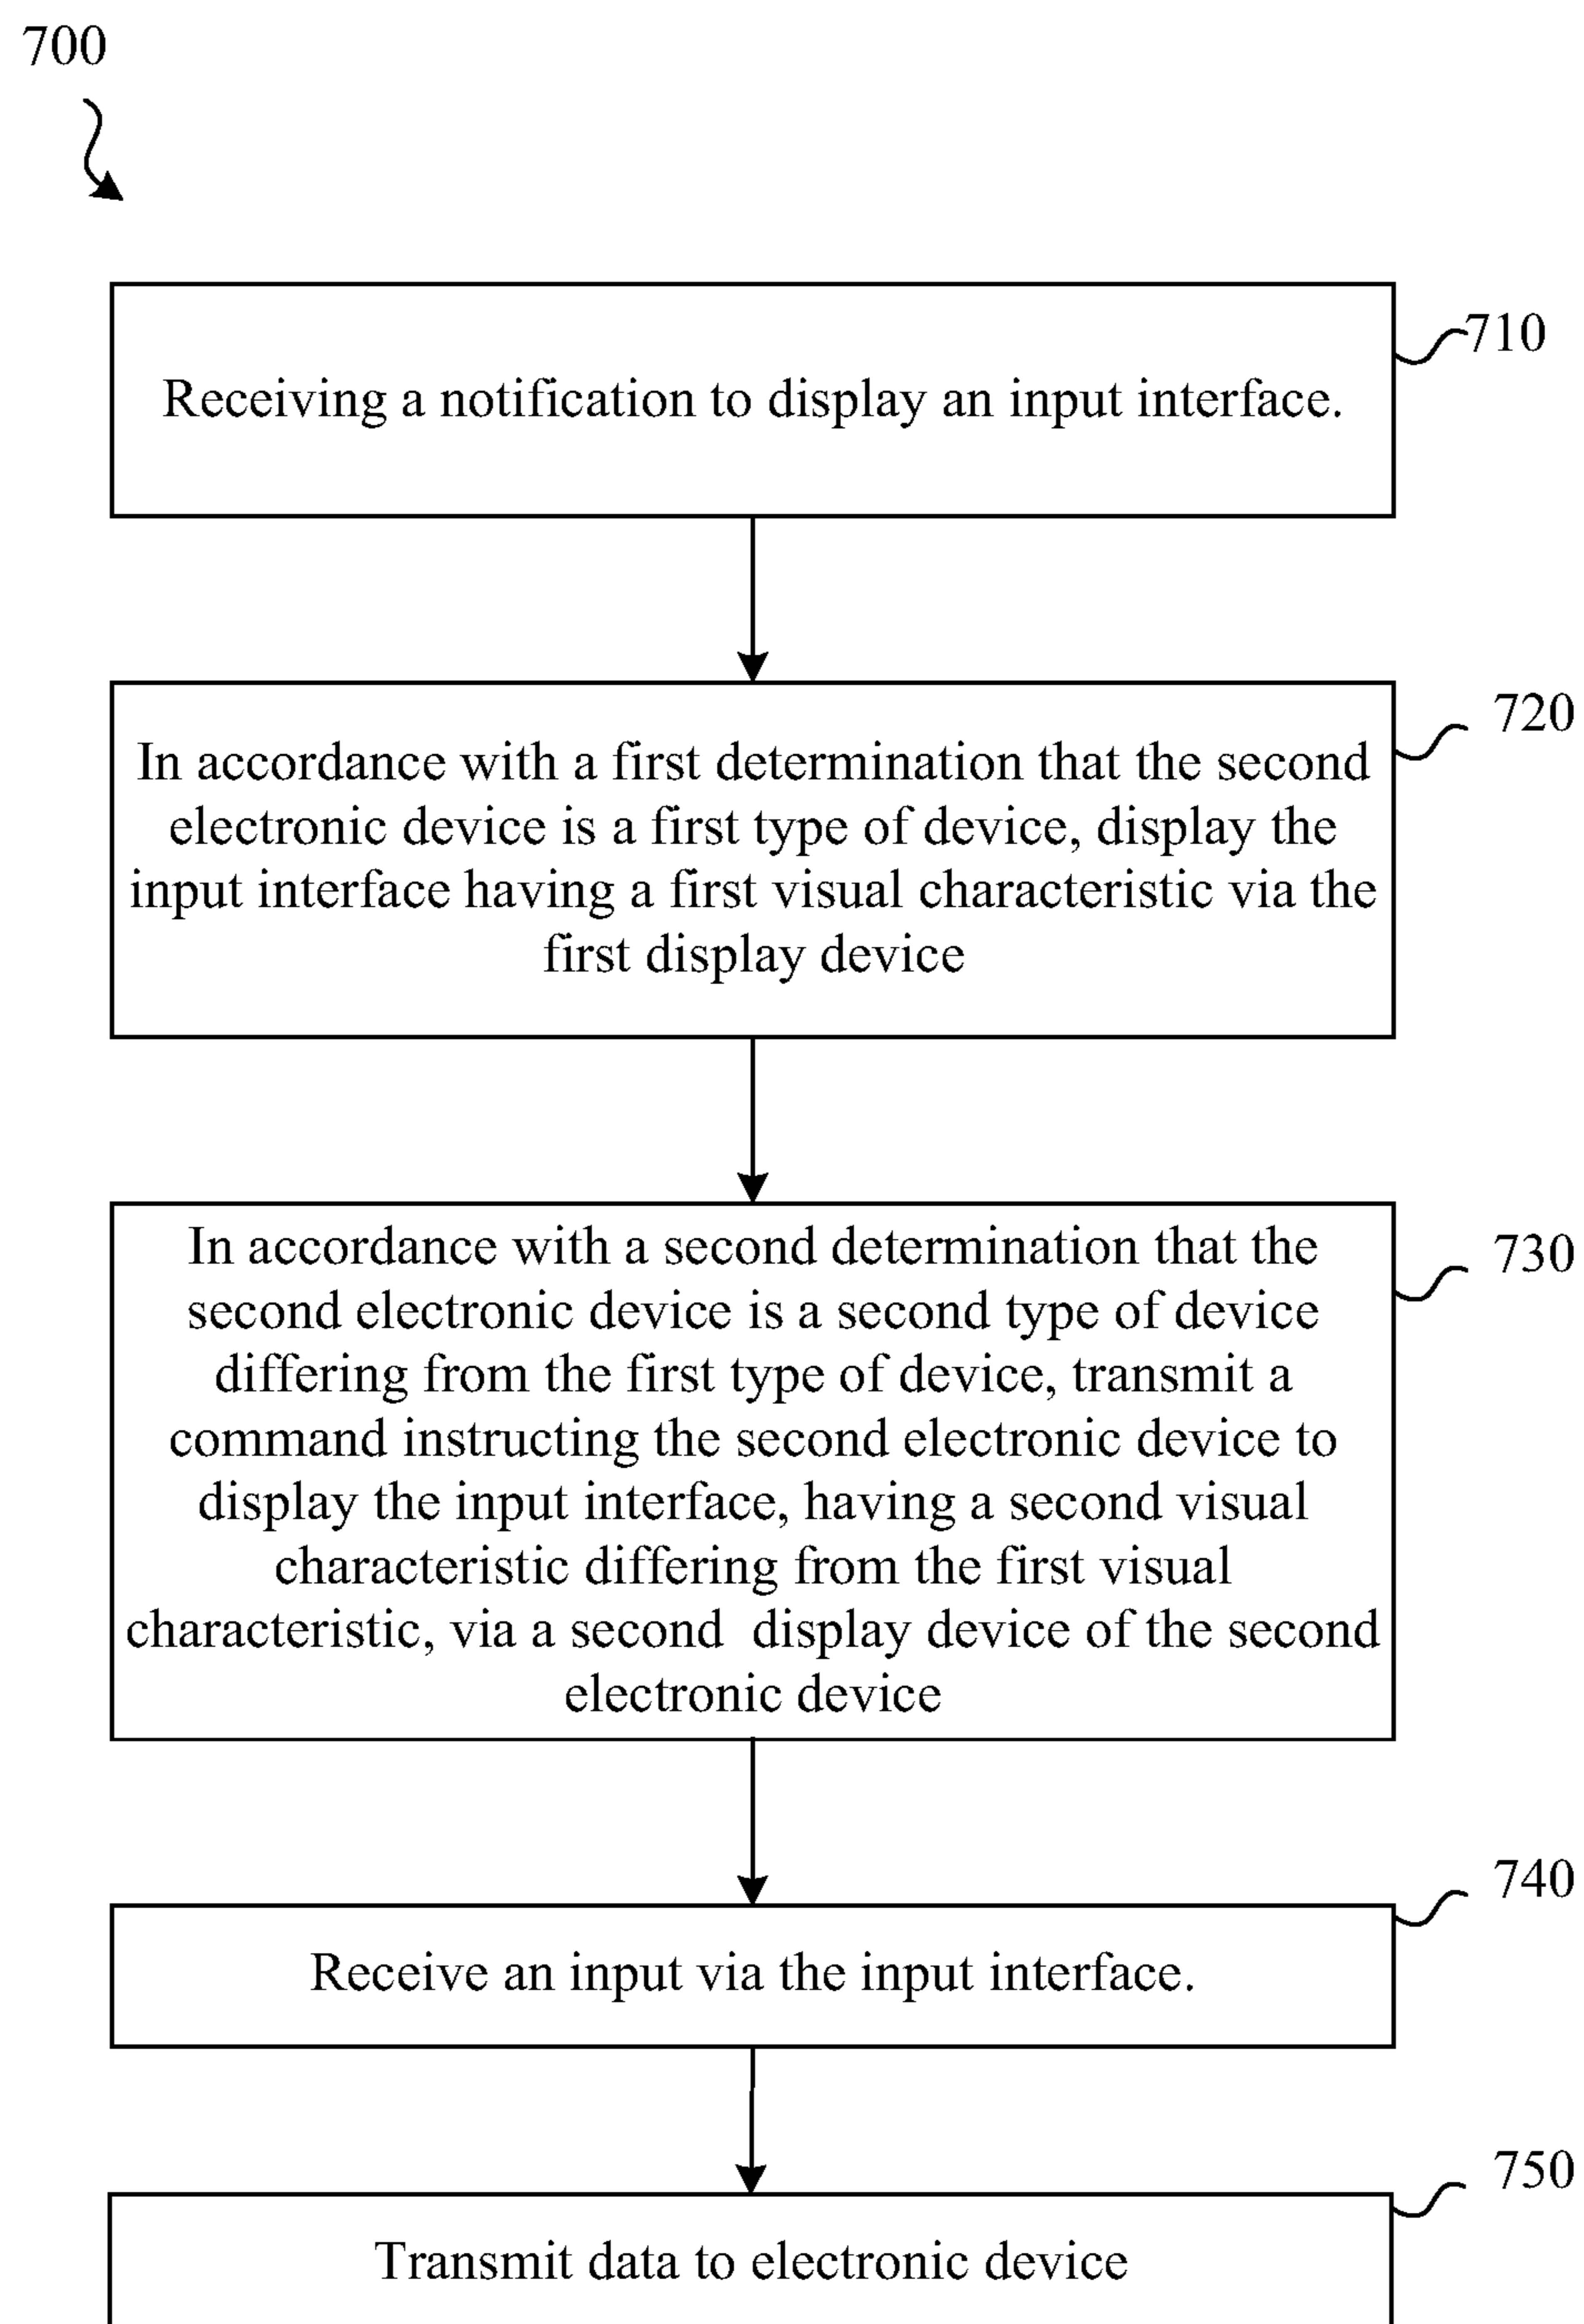 700
710
Receiving a notification to display an input interface.
720
In accordance with a first determination that the second
electronic device is a first type of device, display the
input interface having a first visual characteristic via the
first display device
730
In accordance with a second determination that the
second electronic device is a second type of device
differing from the first type of device, transmit a
command instructing the second electronic device to
display the input interface, having a second visual
characteristic differing from the first visual
characteristic, via a second  display device of the second
electronic device
740
Receive an input via the input interface.
750
Transmit data to electronic device